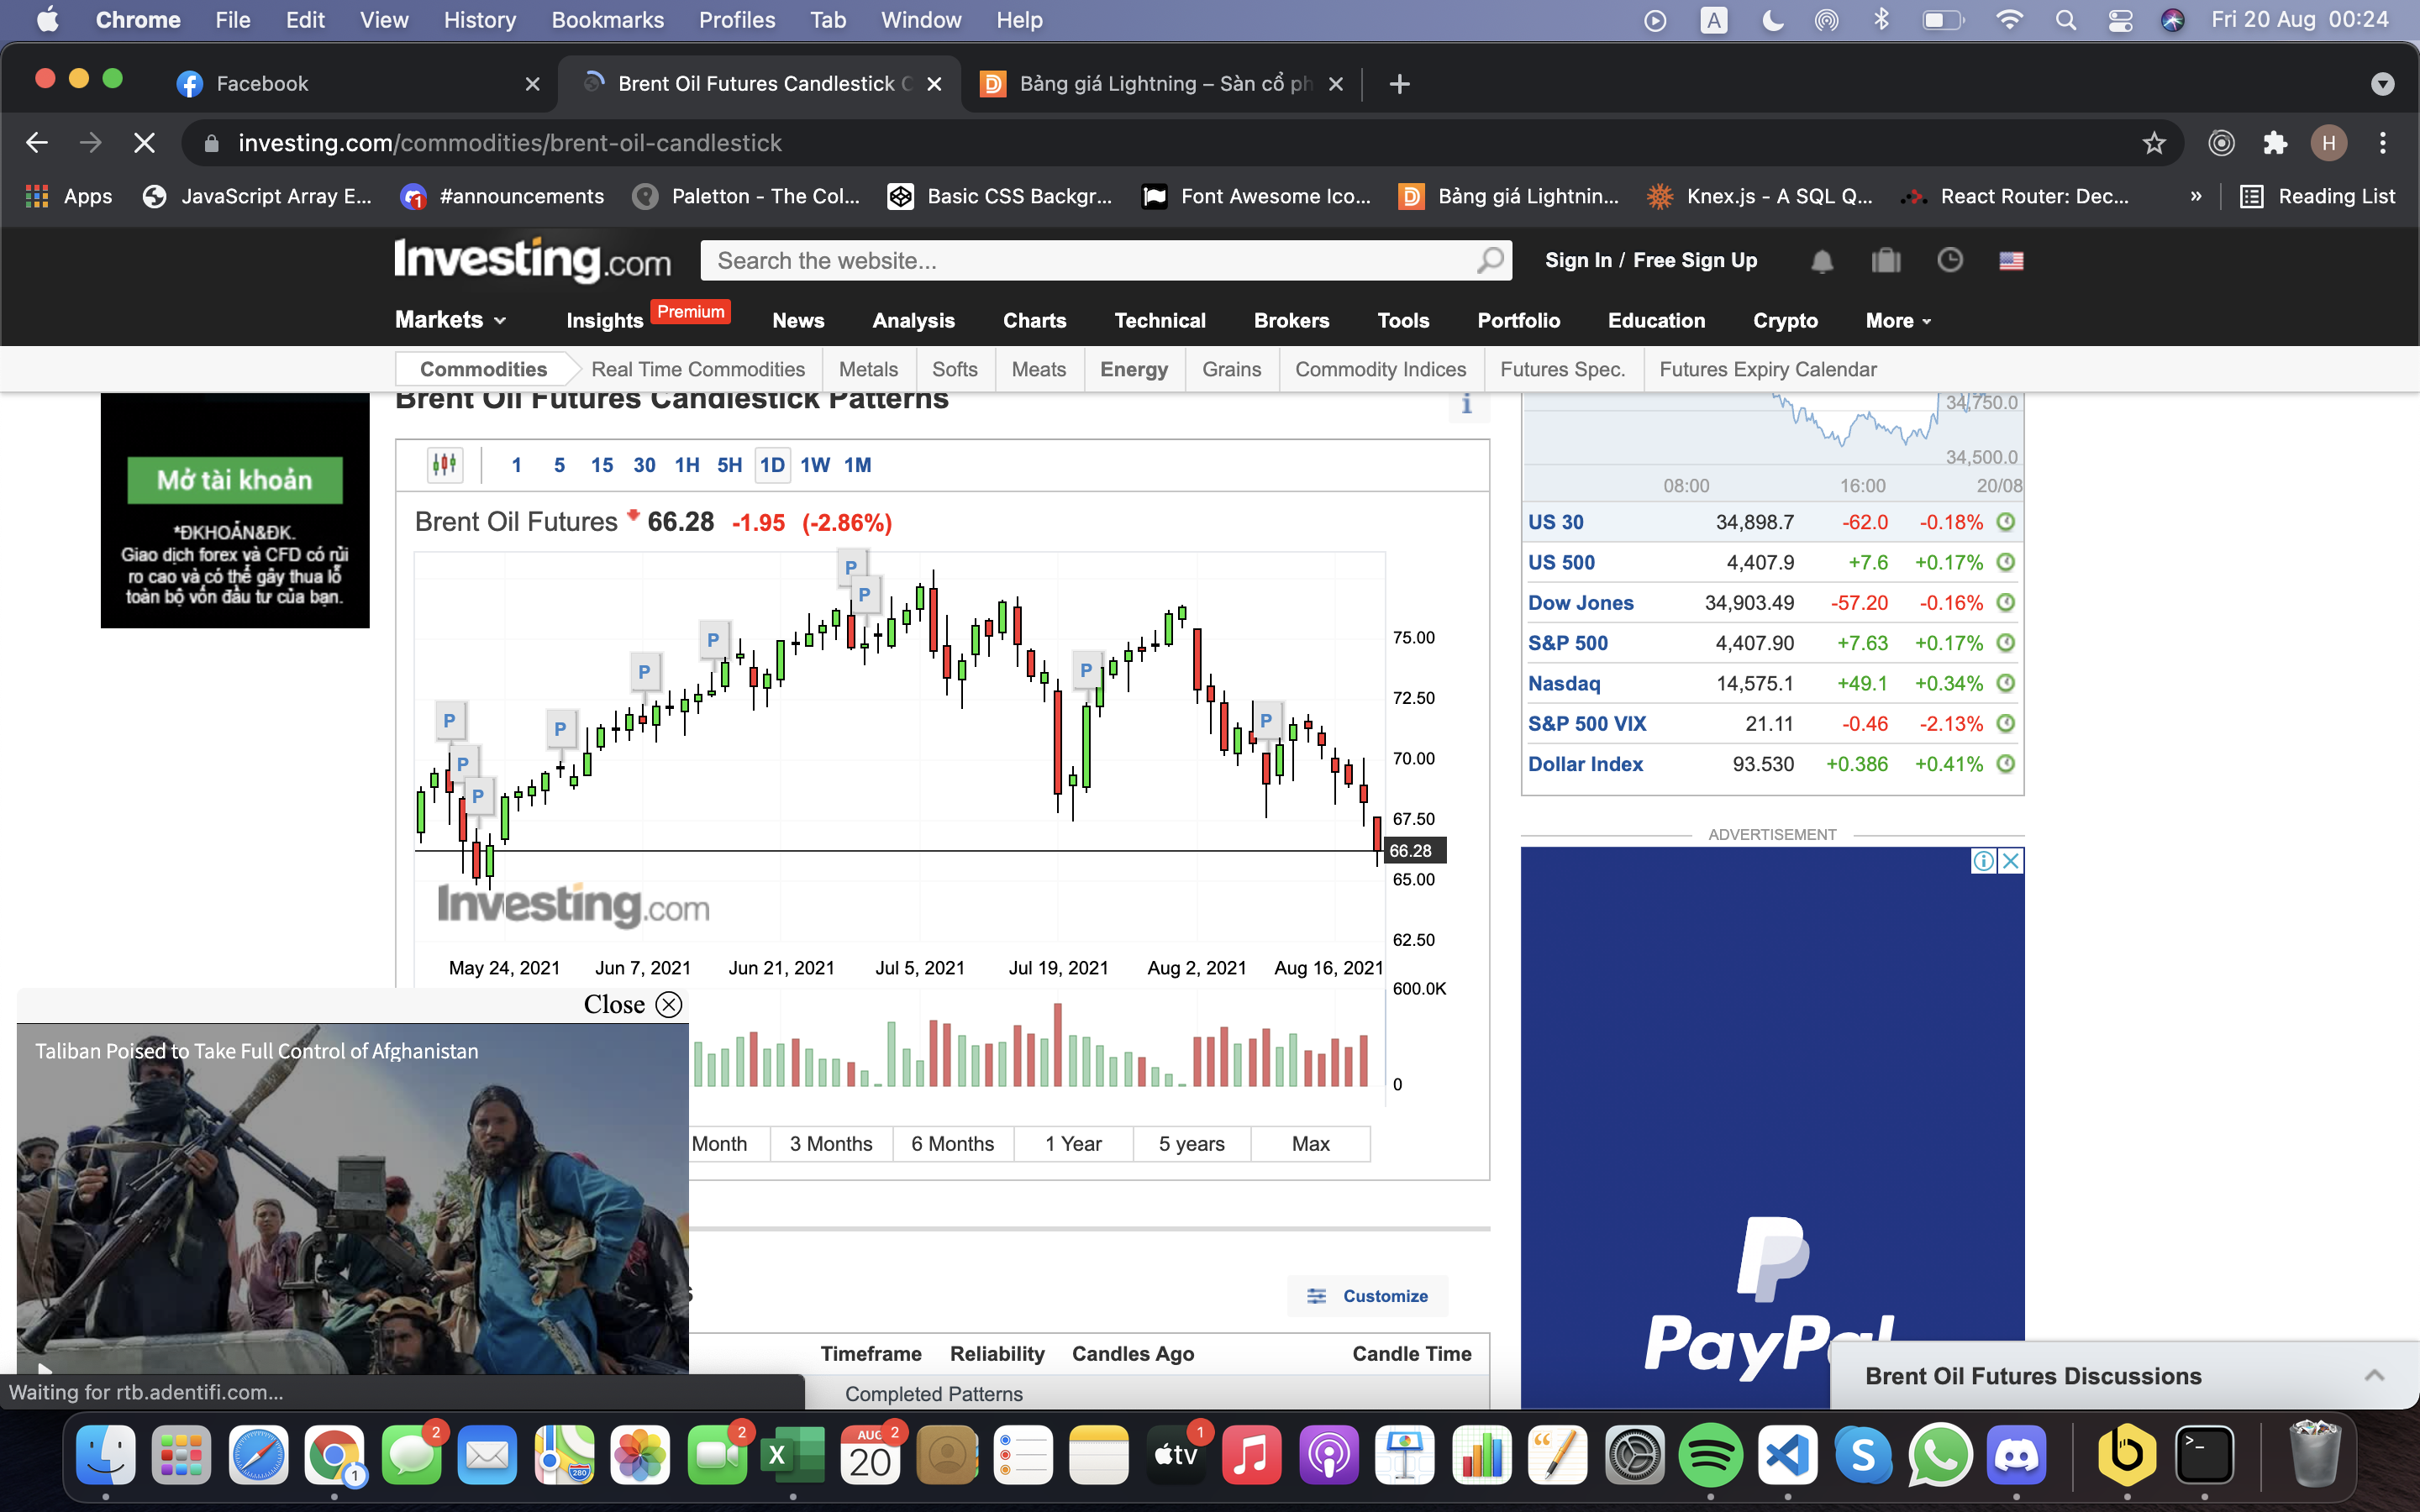 Chrome File Edit View History Bookmarks Profiles Tab Window Help
A
Fri 20 Aug 00:24
Facebook
Brent Oil Futures Candlestick C
Bảng giá Lightning – Sàn cổ ph
investing.com/commodities/brent-oil-candlestick
H
Apps
JavaScript Array E...
1
#announcements
Paletton - The Col...
Basic CSS Backgr...
Font Awesome Ico...
Bảng giá Lightnin...
Knex.js - A SQL Q...
React Router: Dec...
»
Reading List
Investing.com
Search the website...
Sign In / Free Sign Up
Markets Insights Premium News Analysis Charts Technical Brokers Tools Portfolio Education Crypto More
Commodities Real Time Commodities Metals Softs Meats Energy Grains Commodity Indices Futures Spec. Futures Expiry Calendar
Brent Oil Futures Candlestick Patterns
i
Mở tài khoản
*ĐKHOẢN&ĐK.
Giao dịch forex và CFD có rủi
ro cao và có thể gây thua lỗ
toàn bộ vốn đầu tư của bạn.
1 5 15 30 1H 5H 1D 1W 1M
Brent Oil Futures 66.28 -1.95 (-2.86%)
P
P
P
P
P
P
P
P
P
P
75.00
72.50
70.00
67.50
66.28
65.00
62.50
Investing.com
May 24, 2021 Jun 7, 2021 Jun 21, 2021 Jul 5, 2021 Jul 19, 2021 Aug 2, 2021 Aug 16, 2021
600.0K
0
Month 3 Months 6 Months 1 Year 5 years Max
Close
Taliban Poised to Take Full Control of Afghanistan
s
Customize
Timeframe Reliability Candles Ago Candle Time
Completed Patterns
34,750.0
34,500.0
08:00 16:00 20/08
US 30 34,898.7 -62.0 -0.18%
US 500 4,407.9 +7.6 +0.17%
Dow Jones 34,903.49 -57.20 -0.16%
S&P 500 4,407.90 +7.63 +0.17%
Nasdaq 14,575.1 +49.1 +0.34%
S&P 500 VIX 21.11 -0.46 -2.13%
Dollar Index 93.530 +0.386 +0.41%
ADVERTISEMENT
PayPal
Brent Oil Futures Discussions
Waiting for rtb.adentifi.com...
1
2
280
2
X
AUG
20
2
tv
1
S
b
>_